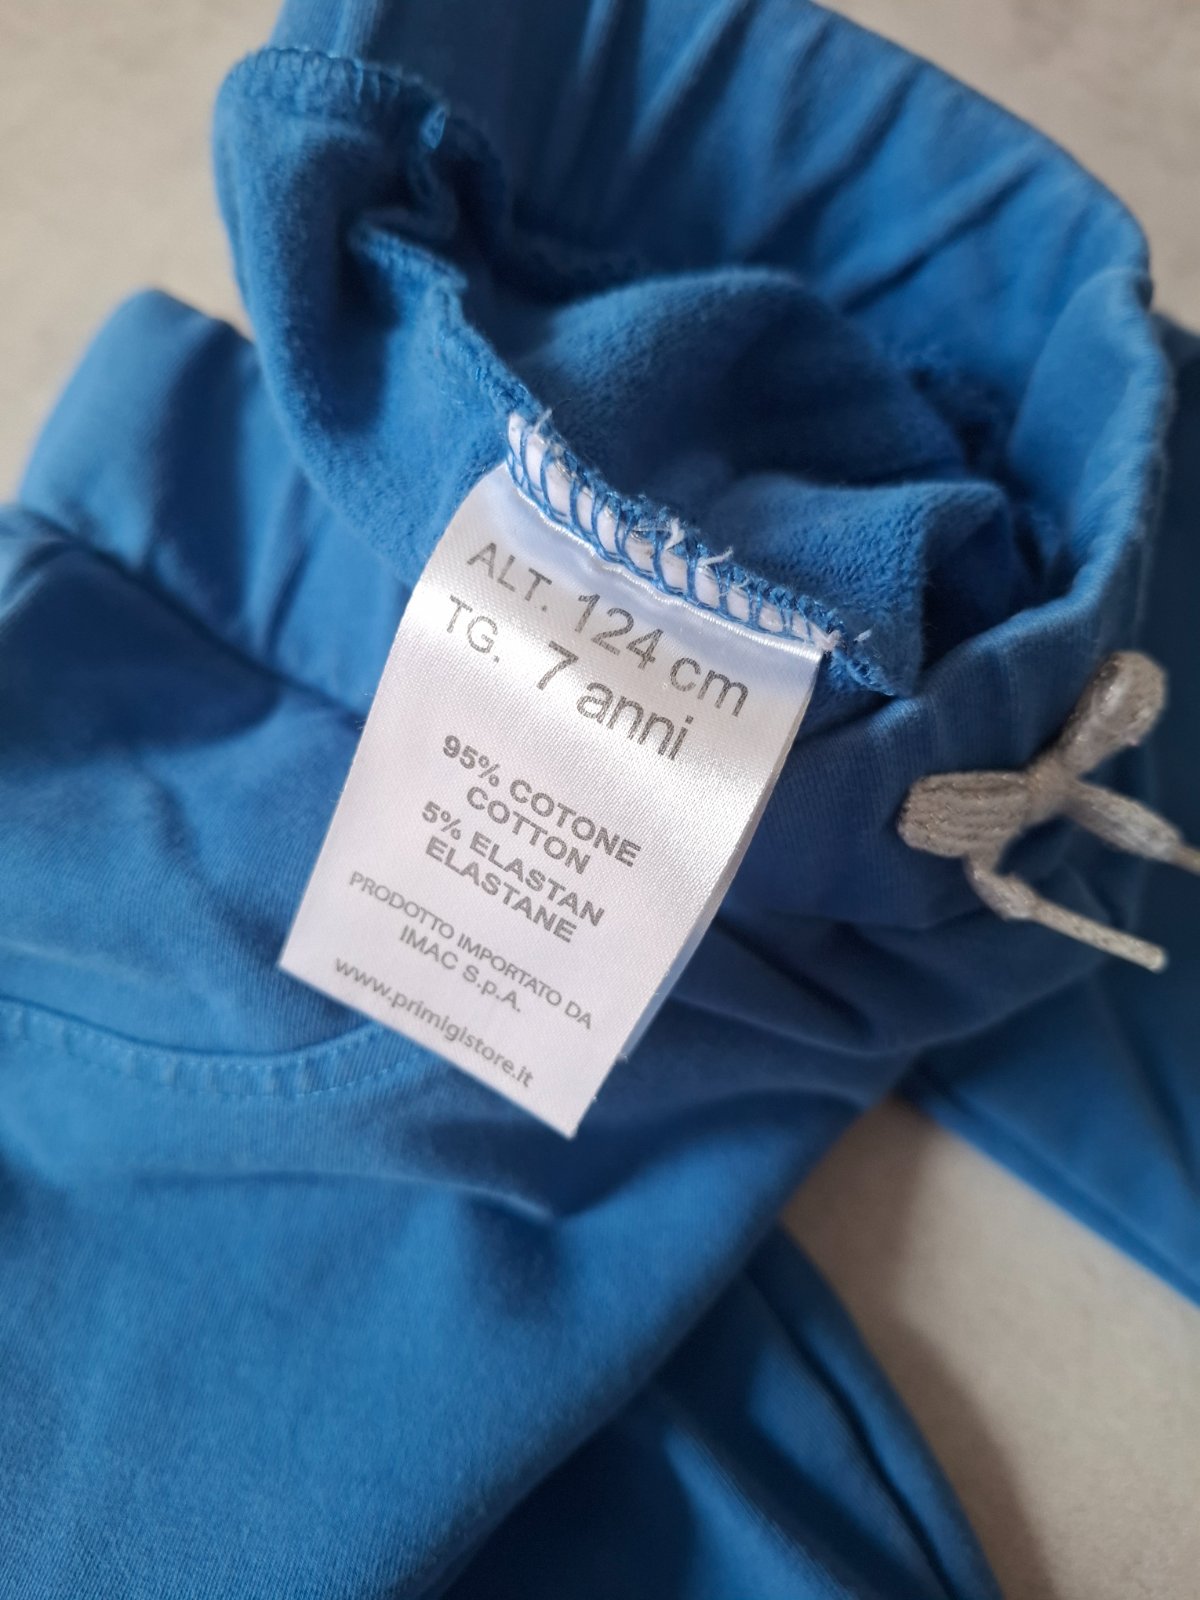 ALT. 124 cm
TG. 7 anni
95% COTONE
COTTON
5% ELASTAN
ELASTANE
PRODOTTO IMPORTATO DA
IMAC S.p.A.
www.primigistore.it